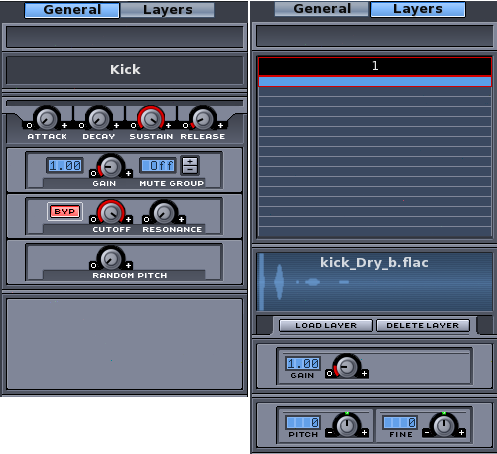 General Layers
Kick
ATTACK DECAY SUSTAIN RELEASE
1.00 Off
GAIN MUTE GROUP
BYP
CUTOFF RESONANCE
RANDOM PITCH
General Layers
1
kick_Dry_b.flac
LOAD LAYER DELETE LAYER
1.00
GAIN
0 0
PITCH FINE